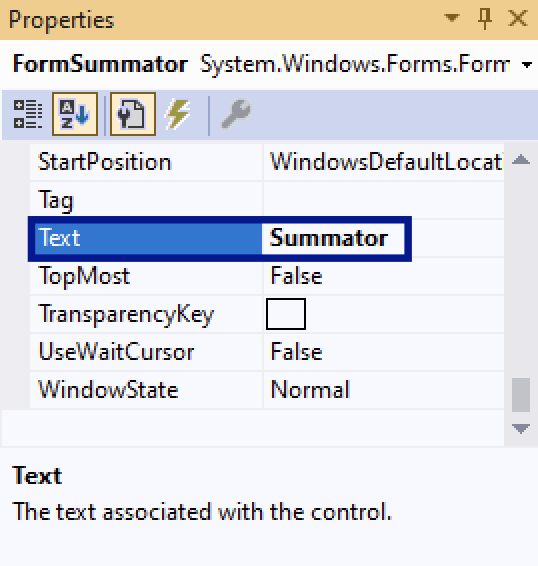 Properties
FormSummator System.Windows.Forms.Form
A Z
StartPosition WindowsDefaultLocat
Tag
Text Summator
TopMost False
TransparencyKey
UseWaitCursor False
WindowState Normal
Text
The text associated with the control.